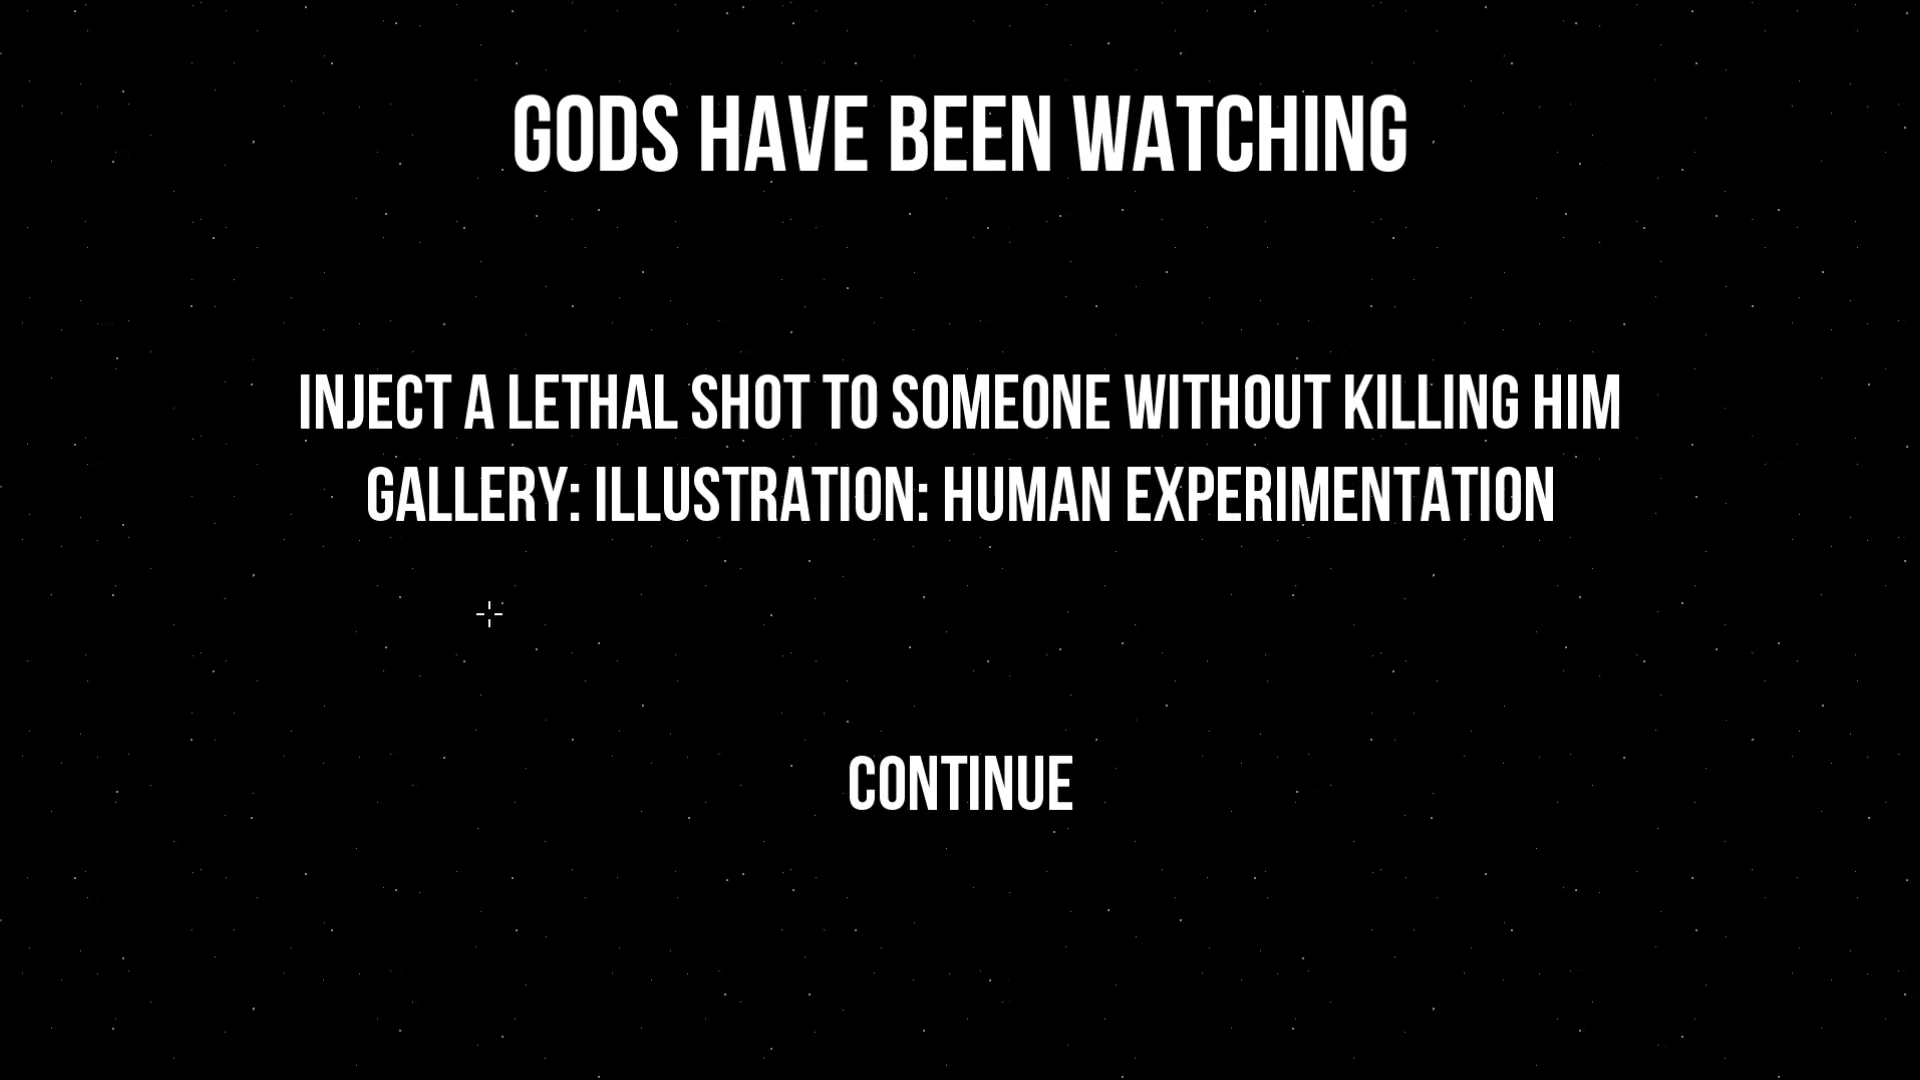 GODS HAVE BEEN WATCHING
INJECT A LETHAL SHOT TO SOMEONE WITHOUT KILLING HIM
GALLERY: ILLUSTRATION: HUMAN EXPERIMENTATION
CONTINUE